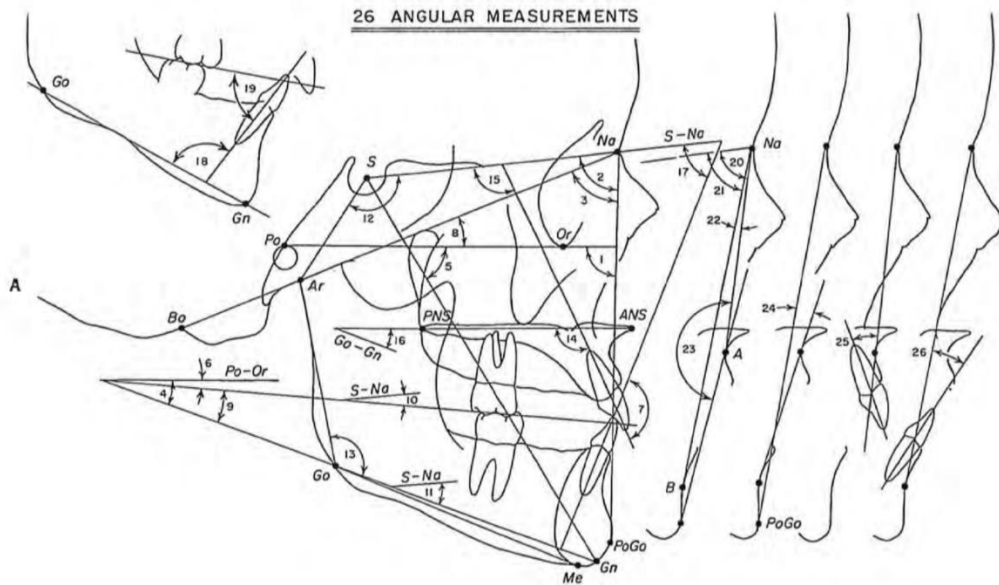 26 ANGULAR MEASUREMENTS
Go
19
18
Gn
S
Na
S-Na
Na
15
2
17
20
21
12
3
22
Po
8
Or
5
1
A
Ar
Bo
PNS
ANS
24
Go-Gn
16
14
23
A
25
26
6
Po-Or
4
9
S-Na
10
7
13
Go
S-Na
11
B
PoGo
PoGo
Gn
Me